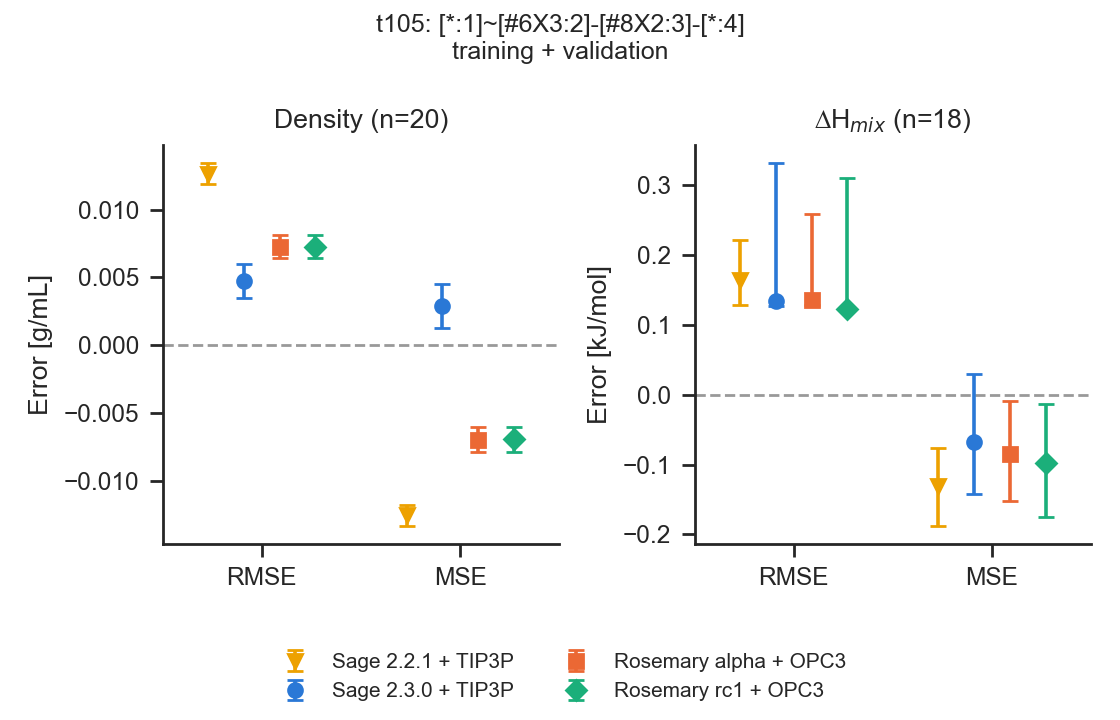 t105: [*:1]~[#6X3:2]-[#8X2:3]-[*:4]
training + validation
Density (n=20)
Error [g/mL]
0.010
0.005
0.000
−0.005
−0.010
RMSE
MSE
ΔHmix (n=18)
Error [kJ/mol]
0.3
0.2
0.1
0.0
−0.1
−0.2
RMSE
MSE
Sage 2.2.1 + TIP3P
Sage 2.3.0 + TIP3P
Rosemary alpha + OPC3
Rosemary rc1 + OPC3